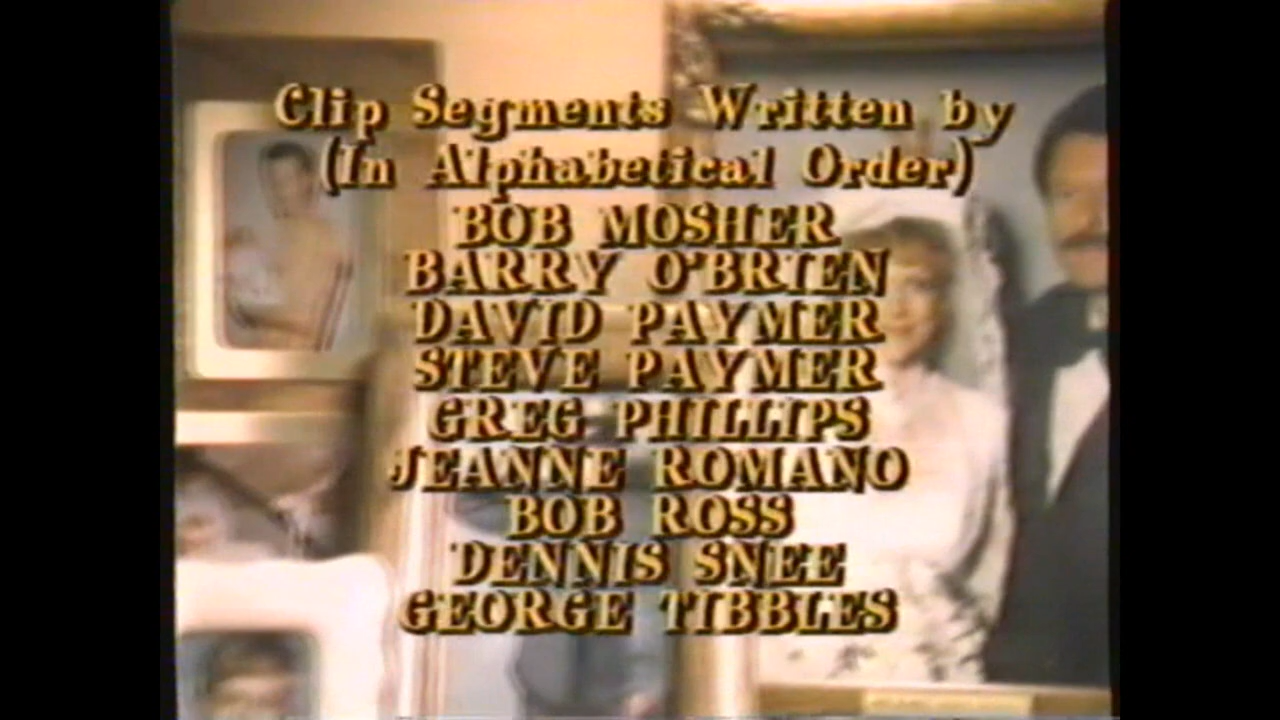 Clip Segments Written by
(In Alphabetical Order)
BOB MOSHER
BARRY O'BRIEN
DAVID PAYMER
STEVE PAYMER
GREG PHILLIPS
JEANNE ROMANO
BOB ROSS
DENNIS SNEE
GEORGE TIBBLES